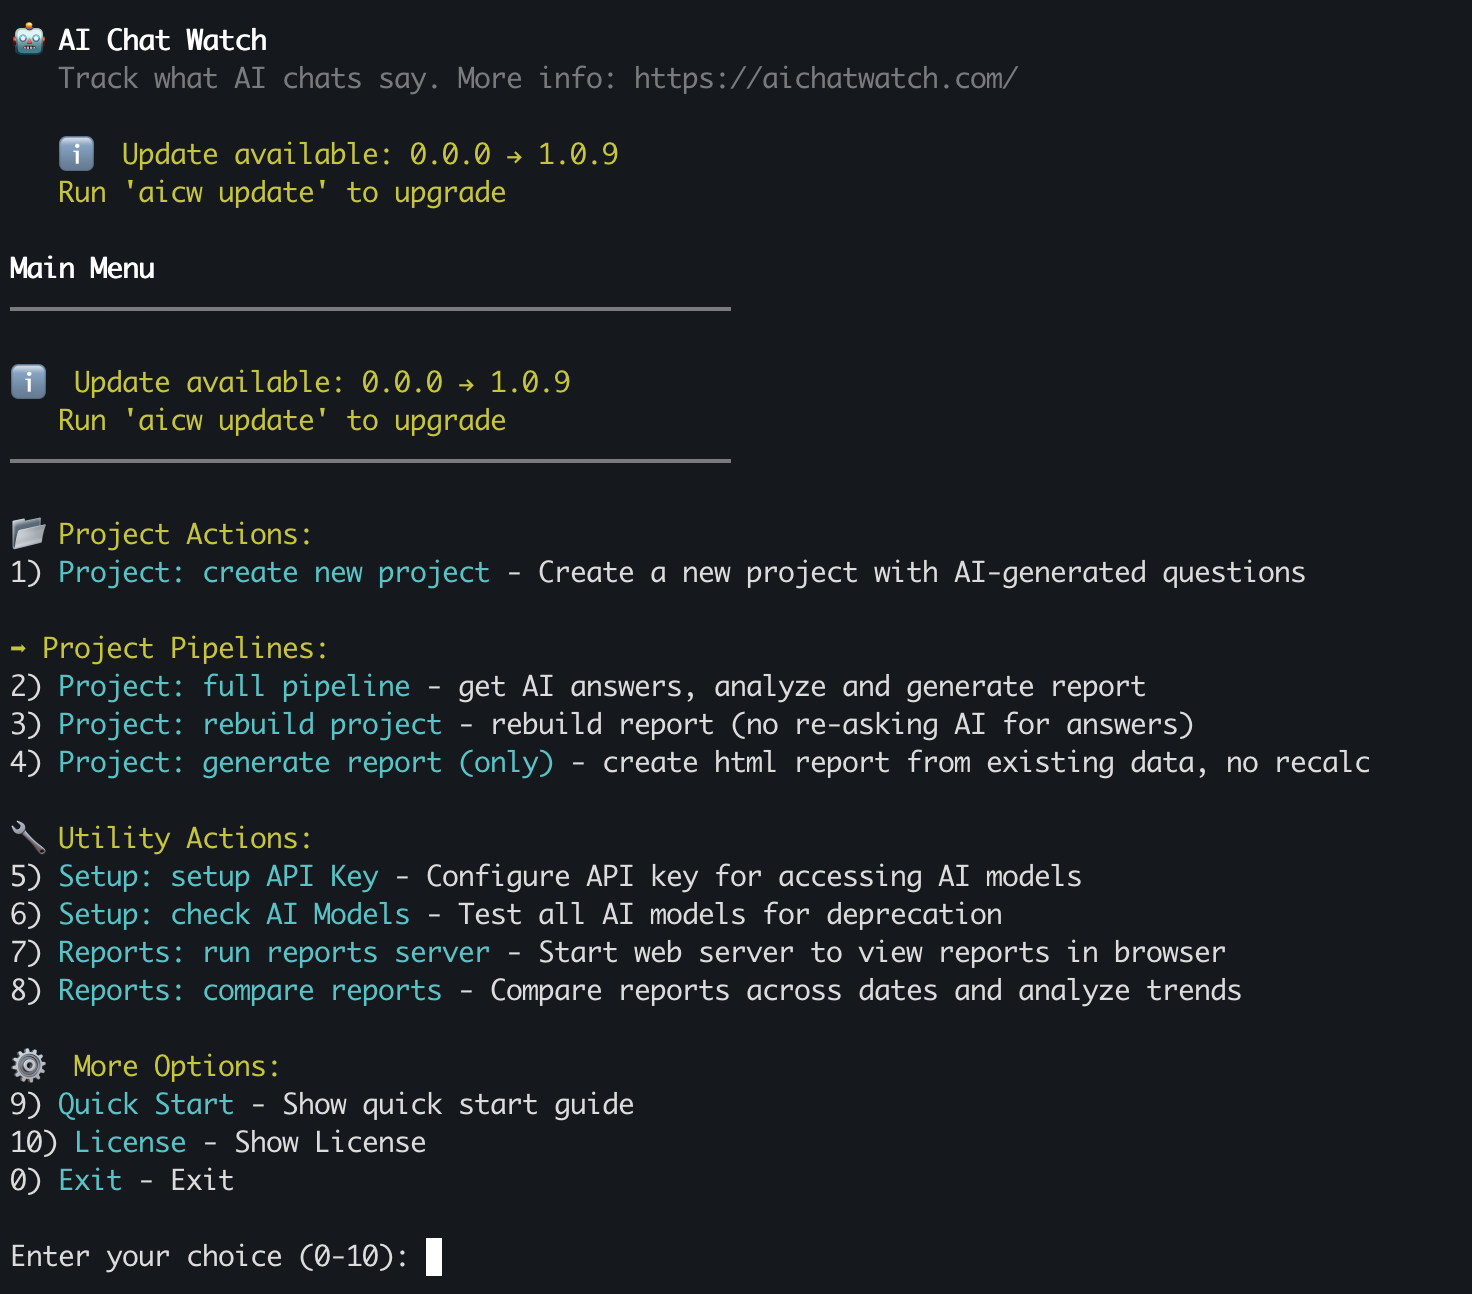 🤖 AI Chat Watch
Track what AI chats say. More info: https://aichatwatch.com/
ℹ️ Update available: 0.0.0 → 1.0.9
Run 'aicw update' to upgrade
Main Menu
ℹ️ Update available: 0.0.0 → 1.0.9
Run 'aicw update' to upgrade
📂 Project Actions:
1) Project: create new project - Create a new project with AI-generated questions
➡ Project Pipelines:
2) Project: full pipeline - get AI answers, analyze and generate report
3) Project: rebuild project - rebuild report (no re-asking AI for answers)
4) Project: generate report (only) - create html report from existing data, no recalc
🔧 Utility Actions:
5) Setup: setup API Key - Configure API key for accessing AI models
6) Setup: check AI Models - Test all AI models for deprecation
7) Reports: run reports server - Start web server to view reports in browser
8) Reports: compare reports - Compare reports across dates and analyze trends
⚙️ More Options:
9) Quick Start - Show quick start guide
10) License - Show License
0) Exit - Exit
Enter your choice (0-10):